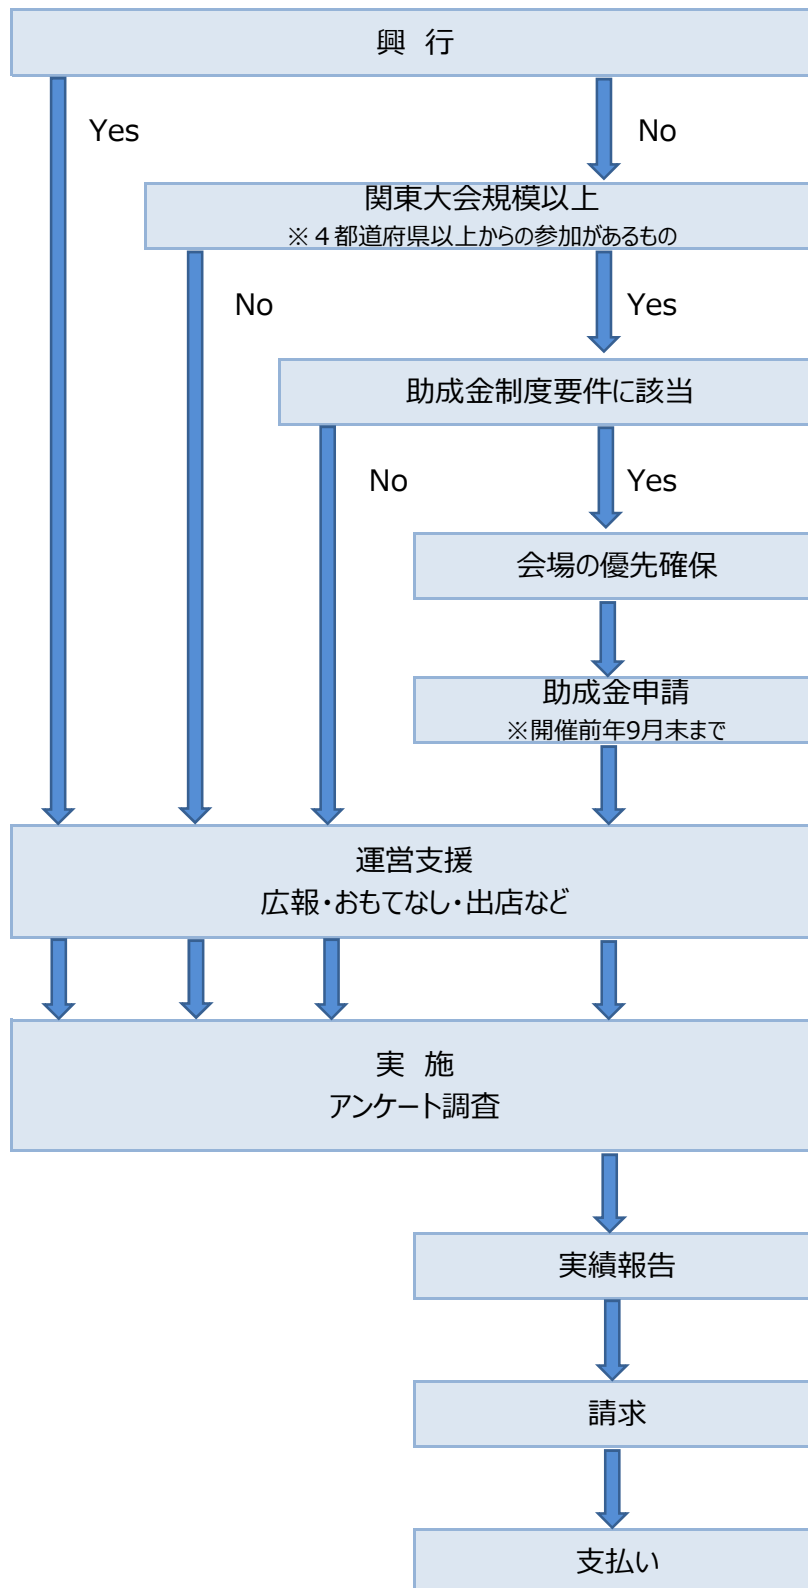 興 行
Yes
No
関東大会規模以上
※４都道府県以上からの参加があるもの
No
Yes
助成金制度要件に該当
No
Yes
会場の優先確保
助成金申請
※開催前年9月末まで
運営支援
広報・おもてなし・出店など
実 施
アンケート調査
実績報告
請求
支払い